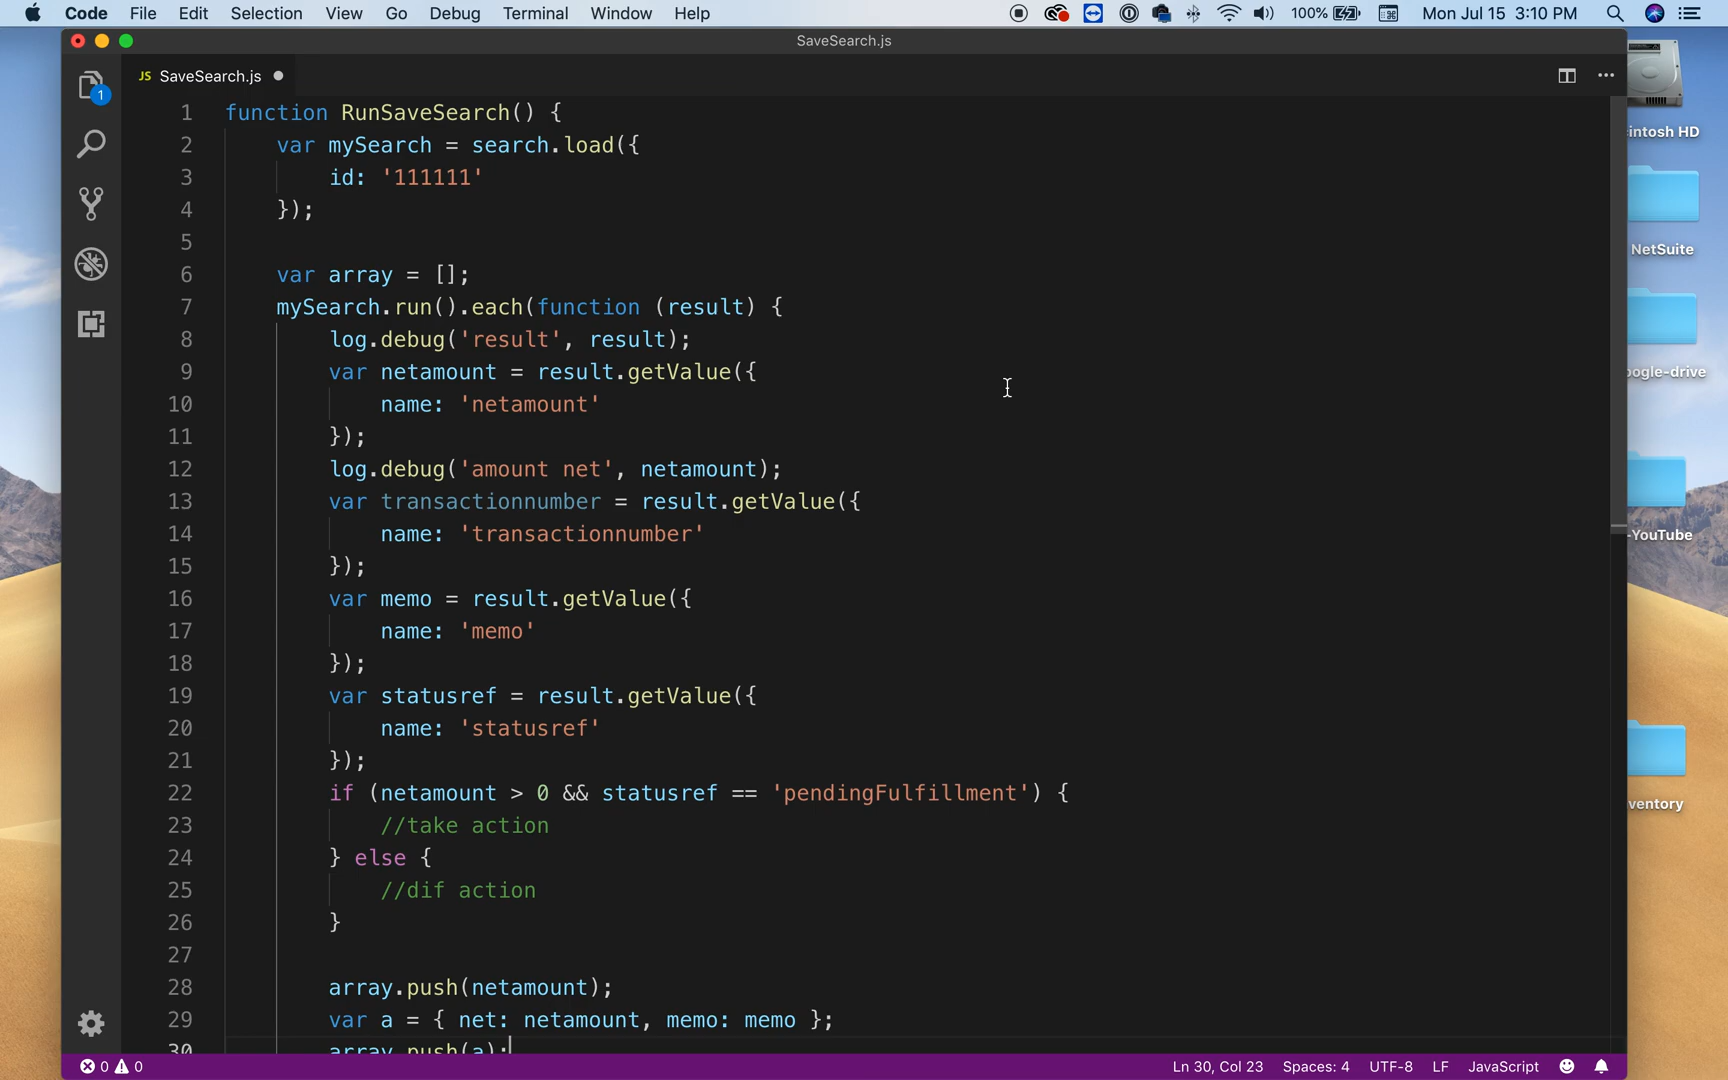 Code File Edit Selection View Go Debug Terminal Window Help 100% Mon Jul 15 3:10 PM
SaveSearch.js
JS SaveSearch.js
1
1 function RunSaveSearch() {
2 var mySearch = search.load({
3 id: '111111'
4 });
5
6 var array = [];
7 mySearch.run().each(function (result) {
8 log.debug('result', result);
9 var netamount = result.getValue({
10 name: 'netamount'
11 });
12 log.debug('amount net', netamount);
13 var transactionnumber = result.getValue({
14 name: 'transactionnumber'
15 });
16 var memo = result.getValue({
17 name: 'memo'
18 });
19 var statusref = result.getValue({
20 name: 'statusref'
21 });
22 if (netamount > 0 && statusref == 'pendingFulfillment') {
23 //take action
24 } else {
25 //dif action
26 }
27
28 array.push(netamount);
29 var a = { net: netamount, memo: memo };
30 array.push(a);
intosh HD
NetSuite
oogle-drive
-YouTube
ventory
0 0 Ln 30, Col 23 Spaces: 4 UTF-8 LF JavaScript